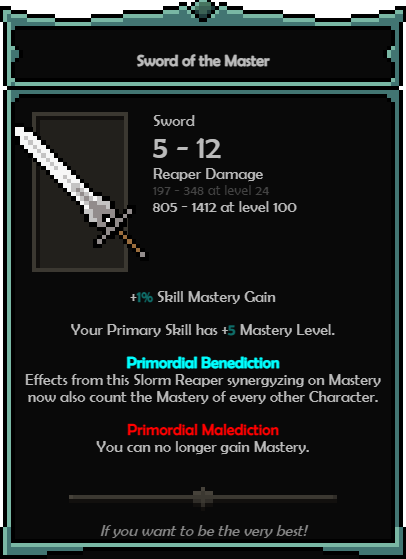 Sword of the Master
Sword
5 - 12
Reaper Damage
197 - 348 at level 24
805 - 1412 at level 100
+1% Skill Mastery Gain
Your Primary Skill has +5 Mastery Level.
Primordial Benediction
Effects from this Slorm Reaper synergyzing on Mastery
now also count the Mastery of every other Character.
Primordial Malediction
You can no longer gain Mastery.
If you want to be the very best!